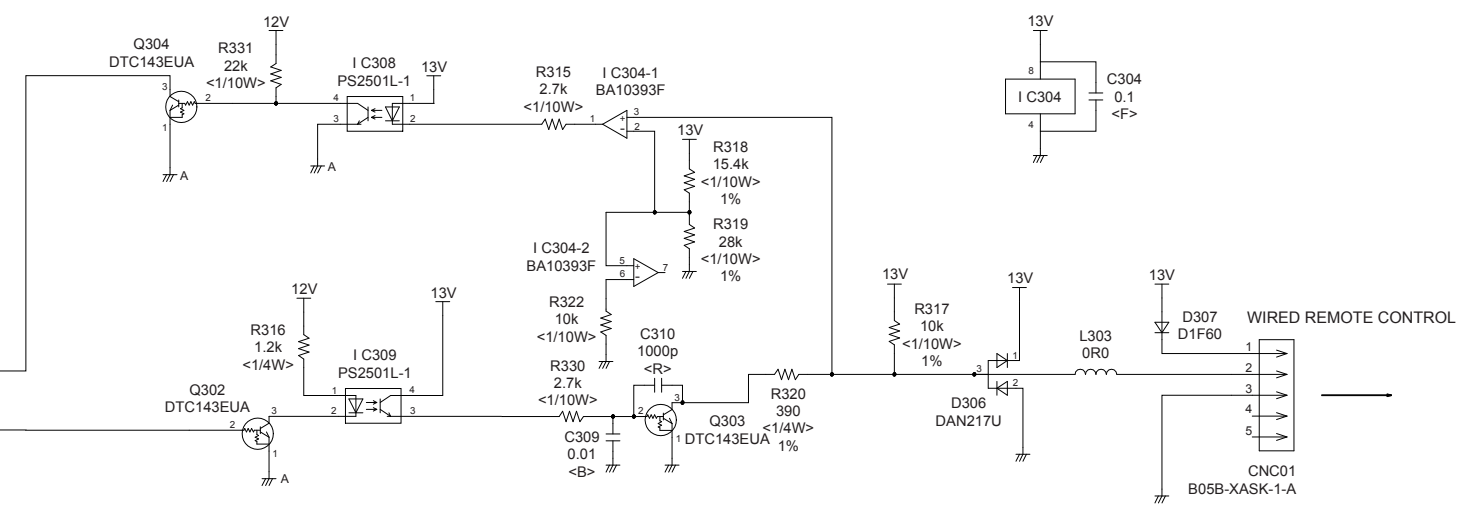 12V
Q304
DTC143EUA
R331
22k
<1/10W>
I C308
PS2501L-1
13V
3
2
1
A
4
3
1
2
A
R315
2.7k
<1/10W>
I C304-1
BA10393F
1
+
-
3
2
13V
R318
15.4k
<1/10W>
1%
R319
28k
<1/10W>
1%
I C304-2
BA10393F
5
6
+
-
7
R322
10k
<1/10W>
13V
8
I C304
4
C304
0.1
<F>
12V
R316
1.2k
<1/4W>
13V
I C309
PS2501L-1
1
2
4
3
Q302
DTC143EUA
2
3
1
A
R330
2.7k
<1/10W>
C310
1000p
<R>
C309
0.01
<B>
2
3
1
Q303
DTC143EUA
R320
390
<1/4W>
1%
13V
R317
10k
<1/10W>
1%
13V
3
1
2
D306
DAN217U
L303
0R0
13V
D307
D1F60
WIRED REMOTE CONTROL
1
2
3
4
5
CNC01
B05B-XASK-1-A